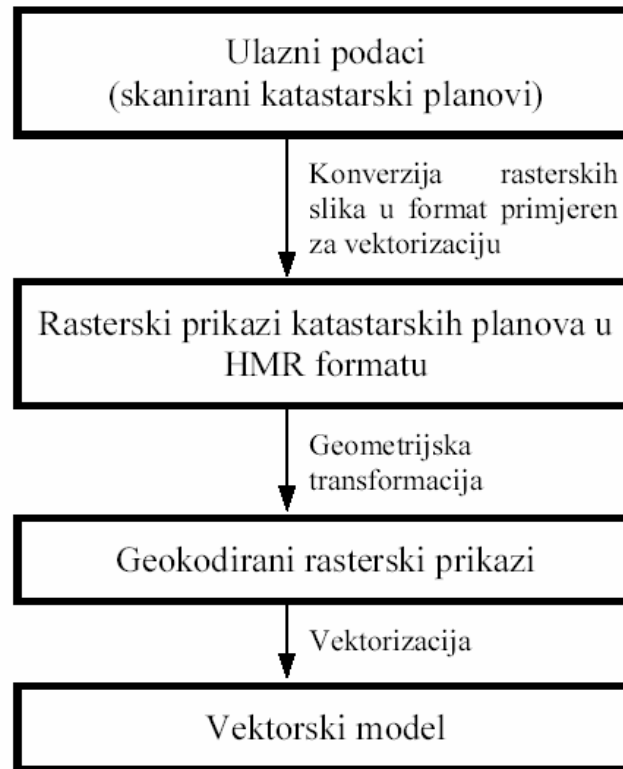 Ulazni podaci
(skanirani katastarski planovi)
Konverzija rasterskih
slika u format primjeren
za vektorizaciju
Rasterski prikazi katastarskih planova u
HMR formatu
Geometrijska
transformacija
Geokodirani rasterski prikazi
Vektorizacija
Vektorski model